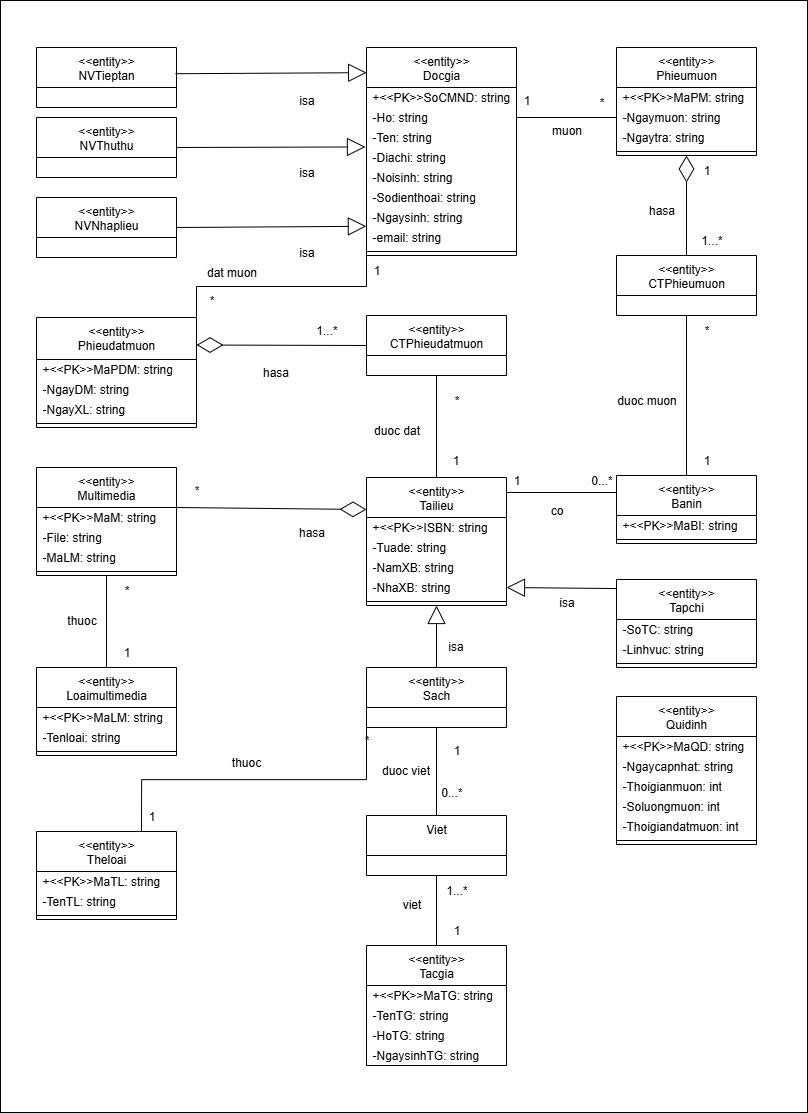 <<entity>>
NVTieptan
isa
<<entity>>
NVThuthu
isa
<<entity>>
NVNhaplieu
isa
<<entity>>
Docgia
+<<PK>>SoCMND: string
-Ho: string
-Ten: string
-Diachi: string
-Noisinh: string
-Sodienthoai: string
-Ngaysinh: string
-email: string
1
*
muon
<<entity>>
Phieumuon
+<<PK>>MaPM: string
-Ngaymuon: string
-Ngaytra: string
1
hasa
1...*
<<entity>>
CTPhieumuon
*
duoc muon
1
dat muon
1
*
<<entity>>
Phieudatmuon
+<<PK>>MaPDM: string
-NgayDM: string
-NgayXL: string
1...*
hasa
<<entity>>
CTPhieudatmuon
*
duoc dat
1
<<entity>>
Multimedia
+<<PK>>MaM: string
-File: string
-MaLM: string
*
hasa
<<entity>>
Tailieu
+<<PK>>ISBN: string
-Tuade: string
-NamXB: string
-NhaXB: string
1
0...*
co
<<entity>>
Banin
+<<PK>>MaBI: string
isa
<<entity>>
Tapchi
-SoTC: string
-Linhvuc: string
*
thuoc
1
<<entity>>
Loaimultimedia
+<<PK>>MaLM: string
-Tenloai: string
isa
<<entity>>
Sach
*
thuoc
1
<<entity>>
Theloai
+<<PK>>MaTL: string
-TenTL: string
1
duoc viet
0...*
Viet
1...*
viet
1
<<entity>>
Tacgia
+<<PK>>MaTG: string
-TenTG: string
-HoTG: string
-NgaysinhTG: string
<<entity>>
Quidinh
+<<PK>>MaQD: string
-Ngaycapnhat: string
-Thoigianmuon: int
-Soluongmuon: int
-Thoigiandatmuon: int